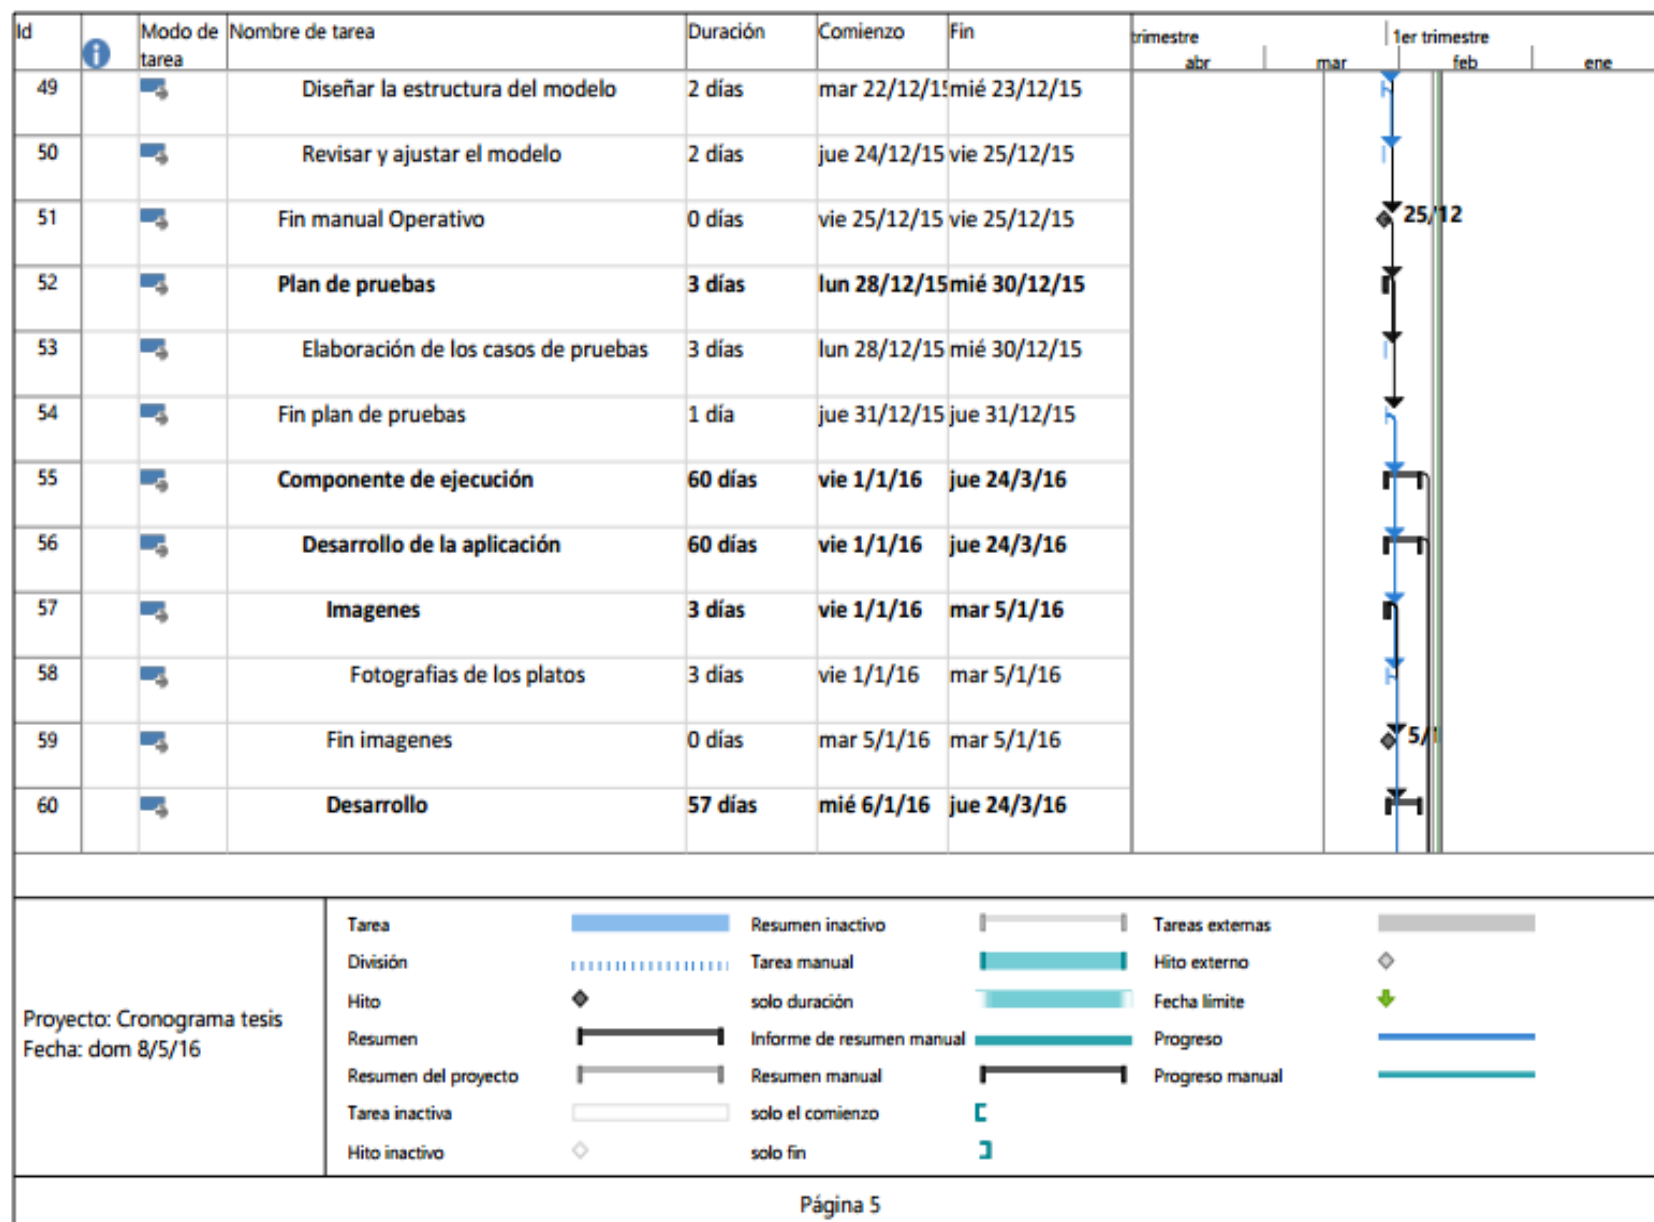 Id Modo de tarea Nombre de tarea Duración Comienzo Fin trimestre 1er trimestre
abr mar feb ene
49 Diseñar la estructura del modelo 2 días mar 22/12/15 mié 23/12/15
50 Revisar y ajustar el modelo 2 días jue 24/12/15 vie 25/12/15
51 Fin manual Operativo 0 días vie 25/12/15 vie 25/12/15 25/12
52 Plan de pruebas 3 días lun 28/12/15 mié 30/12/15
53 Elaboración de los casos de pruebas 3 días lun 28/12/15 mié 30/12/15
54 Fin plan de pruebas 1 día jue 31/12/15 jue 31/12/15
55 Componente de ejecución 60 días vie 1/1/16 jue 24/3/16
56 Desarrollo de la aplicación 60 días vie 1/1/16 jue 24/3/16
57 Imagenes 3 días vie 1/1/16 mar 5/1/16
58 Fotografias de los platos 3 días vie 1/1/16 mar 5/1/16
59 Fin imagenes 0 días mar 5/1/16 mar 5/1/16 5/1
60 Desarrollo 57 días mié 6/1/16 jue 24/3/16
Proyecto: Cronograma tesis
Fecha: dom 8/5/16
Tarea Resumen inactivo Tareas externas
División Tarea manual Hito externo
Hito solo duración Fecha límite
Resumen Informe de resumen manual Progreso
Resumen del proyecto Resumen manual Progreso manual
Tarea inactiva solo el comienzo
Hito inactivo solo fin
Página 5